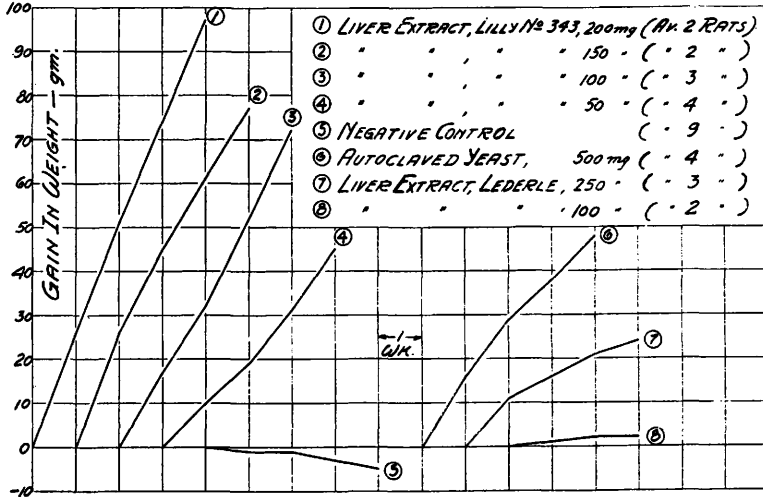 ① LIVER EXTRACT, LILLY No 343, 200mg (AV. 2 RATS)
② " " , " " 150 " ( " 2 " )
③ " " , " " 100 " ( " 3 " )
④ " " , " " 50 " ( " 4 " )
⑤ NEGATIVE CONTROL ( " 9 " )
⑥ AUTOCLAVED YEAST, 500mg ( " 4 " )
⑦ LIVER EXTRACT, LEDERLE, 250 " ( " 3 " )
⑧ " " " , 100 " ( " 2 " )
GAIN IN WEIGHT — gm.
100
90
80
70
60
50
40
30
20
10
0
-10
①
②
③
④
⑤
1
WK.
⑥
⑦
⑧